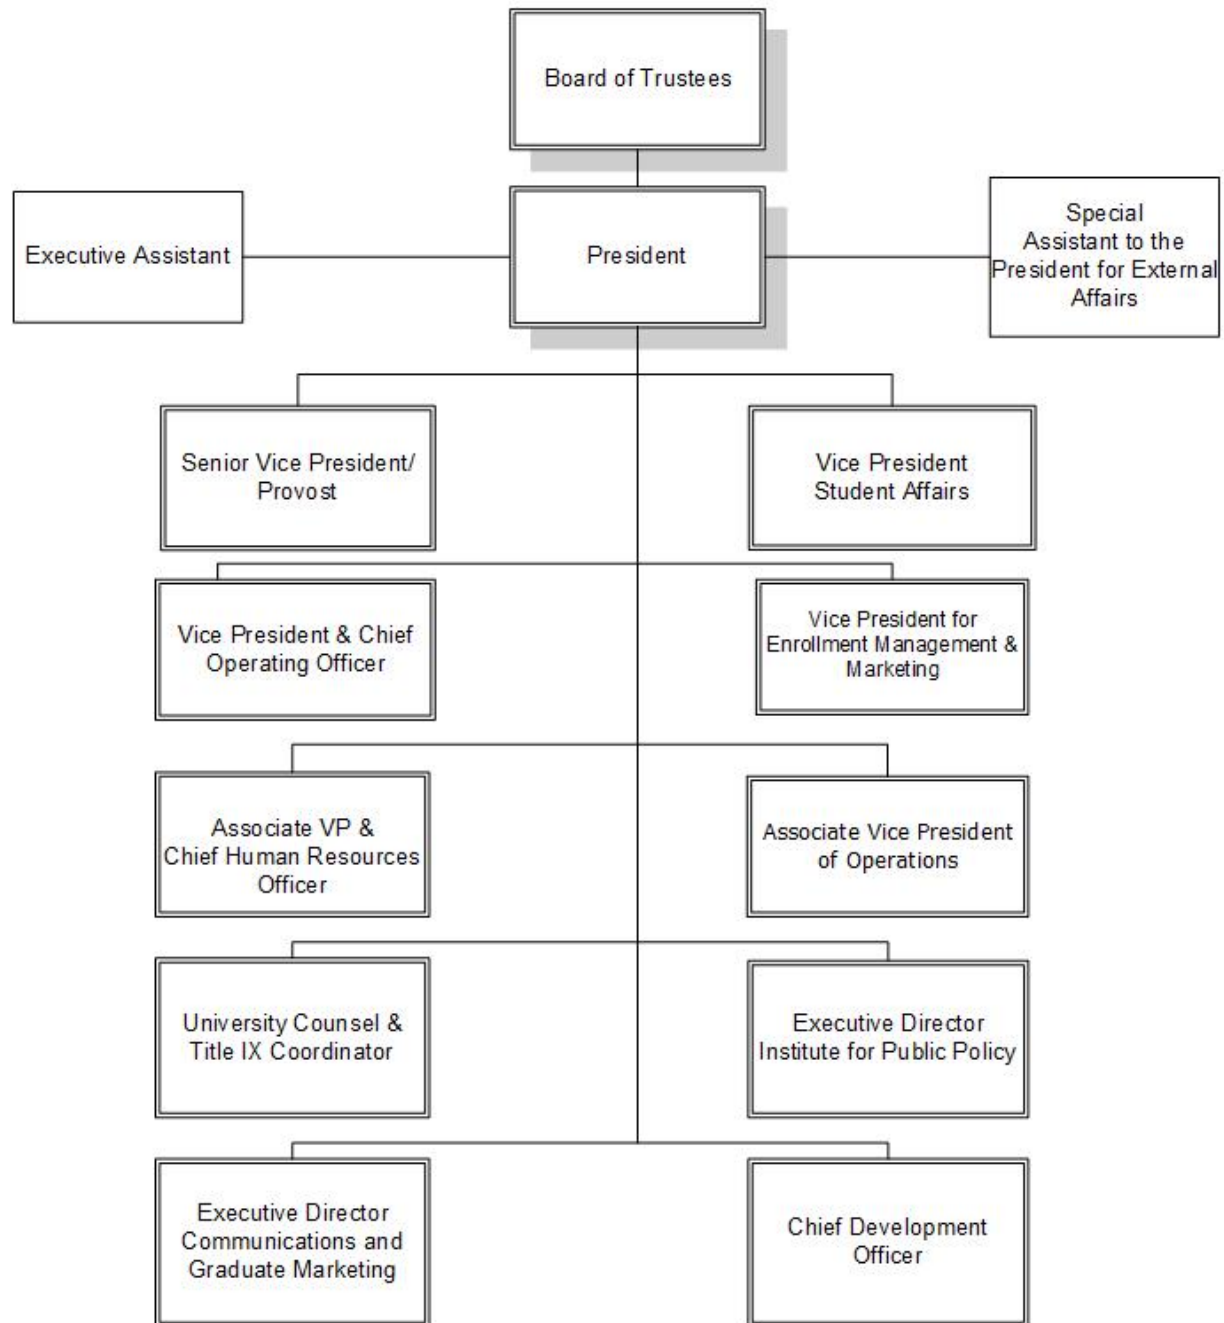 Board of Trustees
Executive Assistant
President
Special
Assistant to the
President for External
Affairs
Senior Vice President/
Provost
Vice President
Student Affairs
Vice President & Chief
Operating Officer
Vice President for
Enrollment Management &
Marketing
Associate VP &
Chief Human Resources
Officer
Associate Vice President
of Operations
University Counsel &
Title IX Coordinator
Executive Director
Institute for Public Policy
Executive Director
Communications and
Graduate Marketing
Chief Development
Officer